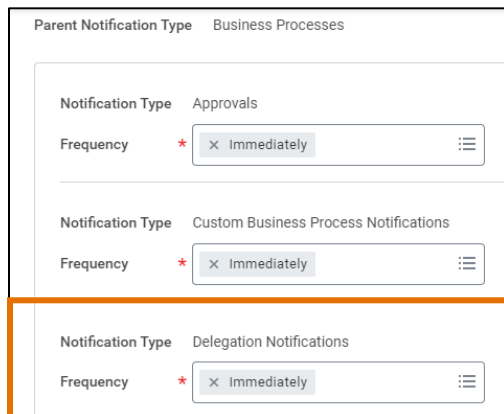 Parent Notification Type Business Processes
Notification Type Approvals
Frequency * × Immediately
Notification Type Custom Business Process Notifications
Frequency * × Immediately
Notification Type Delegation Notifications
Frequency * × Immediately